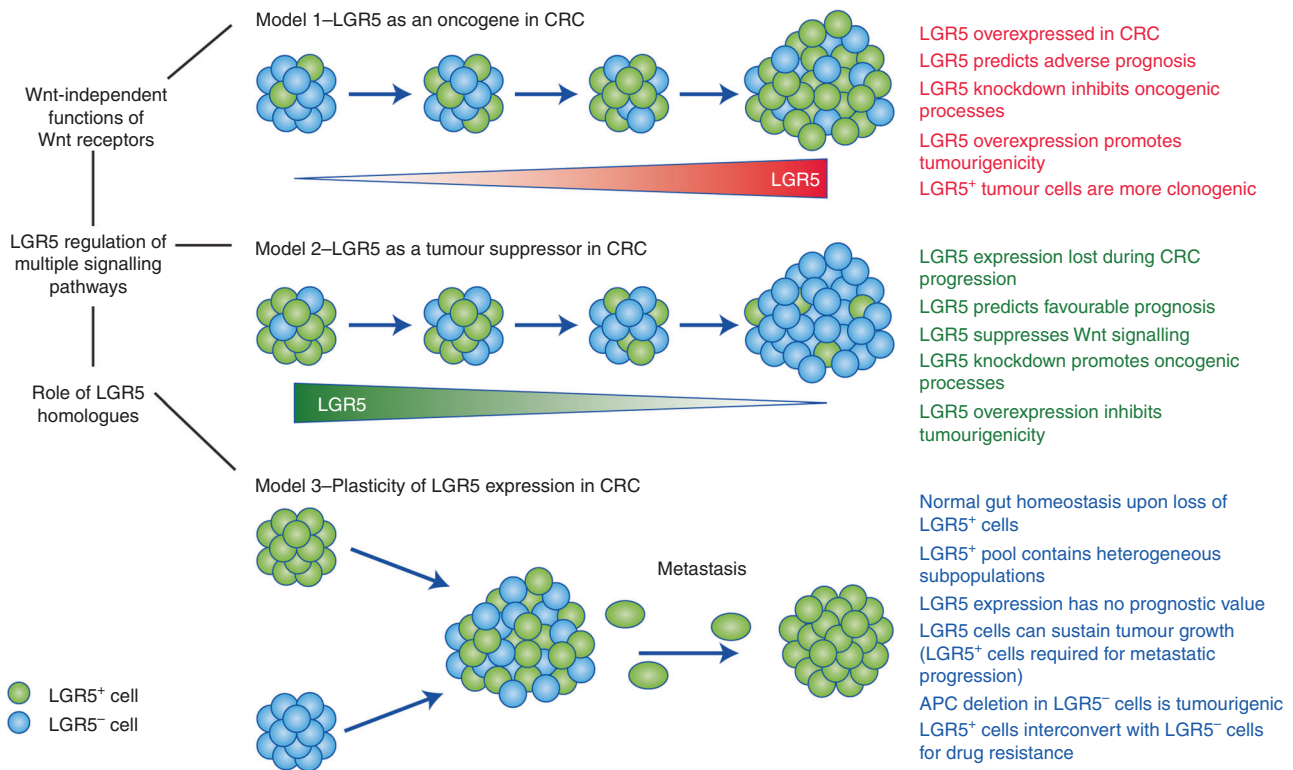 Model 1–LGR5 as an oncogene in CRC
Wnt-independent
functions of
Wnt receptors
LGR5
LGR5 overexpressed in CRC
LGR5 predicts adverse prognosis
LGR5 knockdown inhibits oncogenic
processes
LGR5 overexpression promotes
tumourigenicity
LGR5⁺ tumour cells are more clonogenic
LGR5 regulation of
multiple signalling
pathways
Model 2–LGR5 as a tumour suppressor in CRC
LGR5
LGR5 expression lost during CRC
progression
LGR5 predicts favourable prognosis
LGR5 suppresses Wnt signalling
LGR5 knockdown promotes oncogenic
processes
LGR5 overexpression inhibits
tumourigenicity
Role of LGR5
homologues
Model 3–Plasticity of LGR5 expression in CRC
Metastasis
Normal gut homeostasis upon loss of
LGR5⁺ cells
LGR5⁺ pool contains heterogeneous
subpopulations
LGR5 expression has no prognostic value
LGR5 cells can sustain tumour growth
(LGR5⁺ cells required for metastatic
progression)
APC deletion in LGR5⁻ cells is tumourigenic
LGR5⁺ cells interconvert with LGR5⁻ cells
for drug resistance
LGR5⁺ cell
LGR5⁻ cell